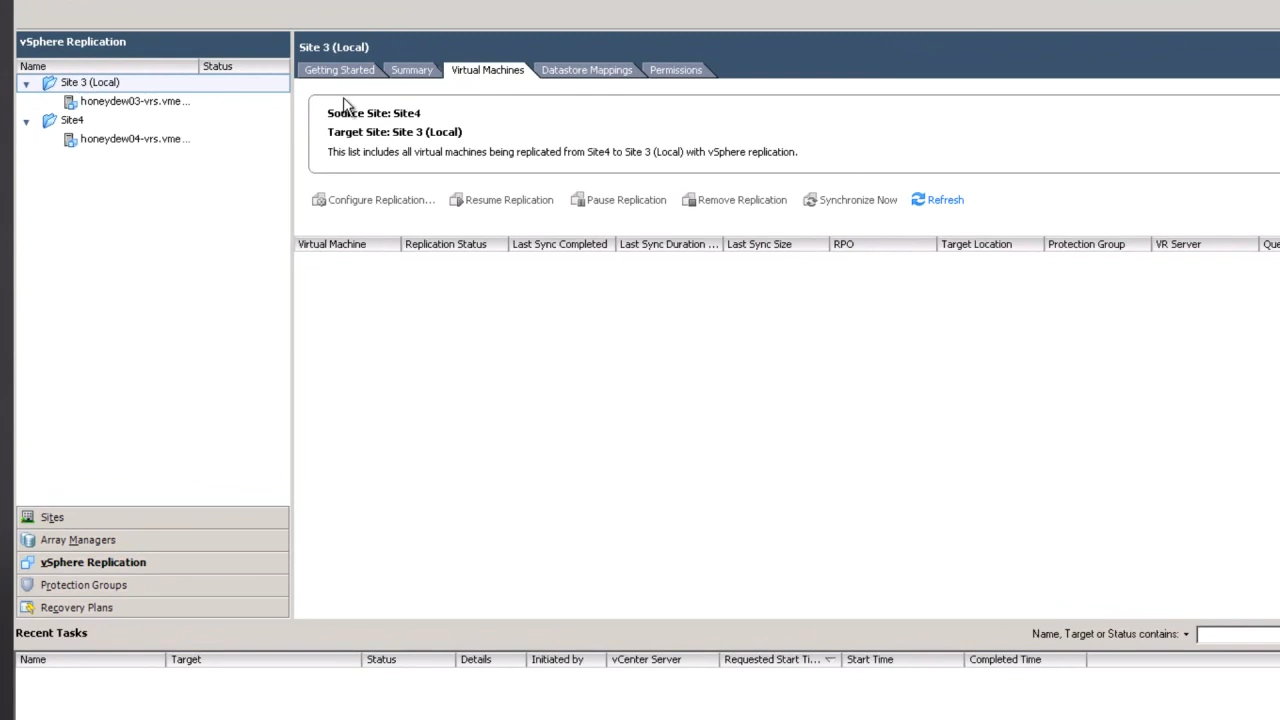 vSphere Replication
Name Status
Site 3 (Local)
honeydew03-vrs.vme...
Site4
honeydew04-vrs.vme...
Sites
Array Managers
vSphere Replication
Protection Groups
Recovery Plans
Site 3 (Local)
Getting Started Summary Virtual Machines Datastore Mappings Permissions
Source Site: Site4
Target Site: Site 3 (Local)
This list includes all virtual machines being replicated from Site4 to Site 3 (Local) with vSphere replication.
Configure Replication... Resume Replication Pause Replication Remove Replication Synchronize Now Refresh
Virtual Machine Replication Status Last Sync Completed Last Sync Duration ... Last Sync Size RPO Target Location Protection Group VR Server Que
Recent Tasks Name, Target or Status contains:
Name Target Status Details Initiated by vCenter Server Requested Start Ti... Start Time Completed Time